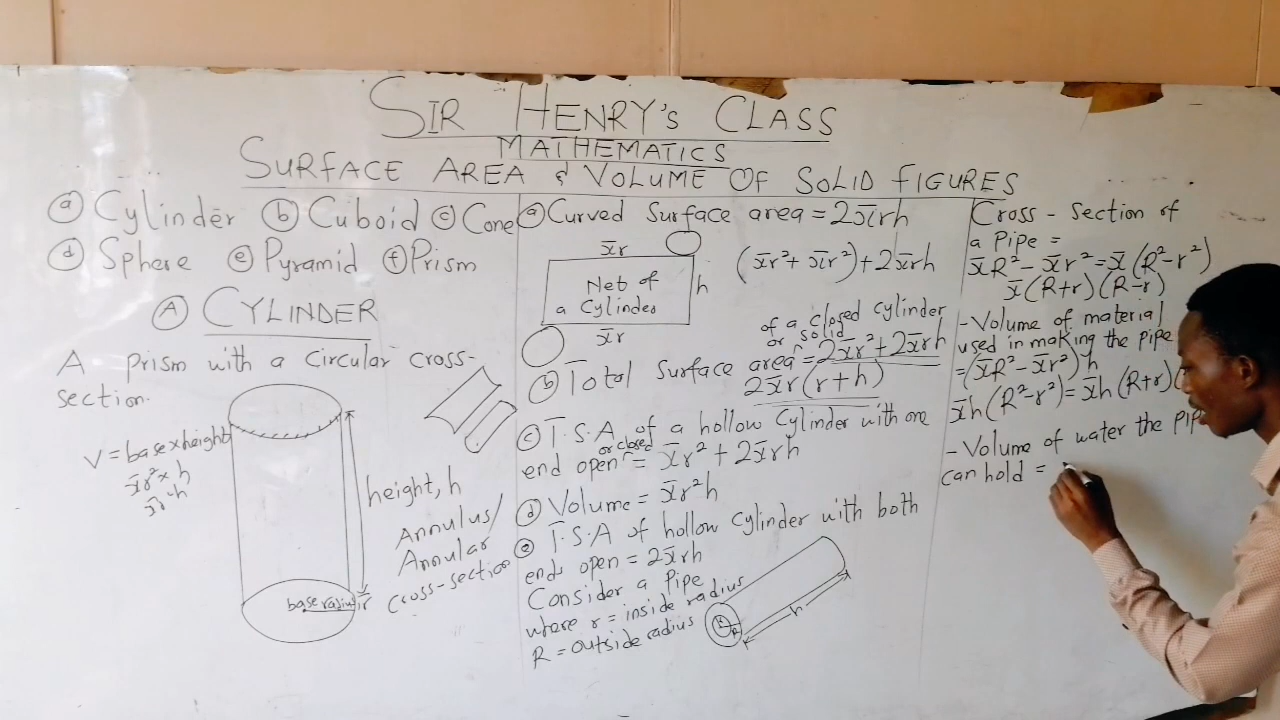 SIR HENRY'S CLASS
MATHEMATICS
SURFACE AREA & VOLUME OF SOLID FIGURES
(a) Cylinder (b) Cuboid (c) Cone
(d) Sphere (e) Pyramid (f) Prism
(A) CYLINDER
A prism with a circular cross-
section.
V = base x height
πr² x h
πr²h
height, h
base radius r
Annulus/
Annular
cross-section
(a) Curved Surface area = 2πrh
πr
Net of
a Cylinder
h
πr
(πr² + πr²) + 2πrh
of a closed cylinder
or solid
(b) Total Surface area = 2πr² + 2πrh
2πr(r + h)
(c) T.S.A of a hollow Cylinder with one
or closed
end open = πr² + 2πrh
(d) Volume = πr²h
(e) T.S.A of hollow cylinder with both
ends open = 2πrh
Consider a Pipe
where r = inside radius
R = outside radius
h
r
R
Cross - Section of
a Pipe =
πR² - πr² = π(R² - r²)
π(R+r)(R-r)
- Volume of material
used in making the pipe
= (πR² - πr²)h
πh(R² - r²) = πh(R+r)(
- Volume of water the pip
can hold =